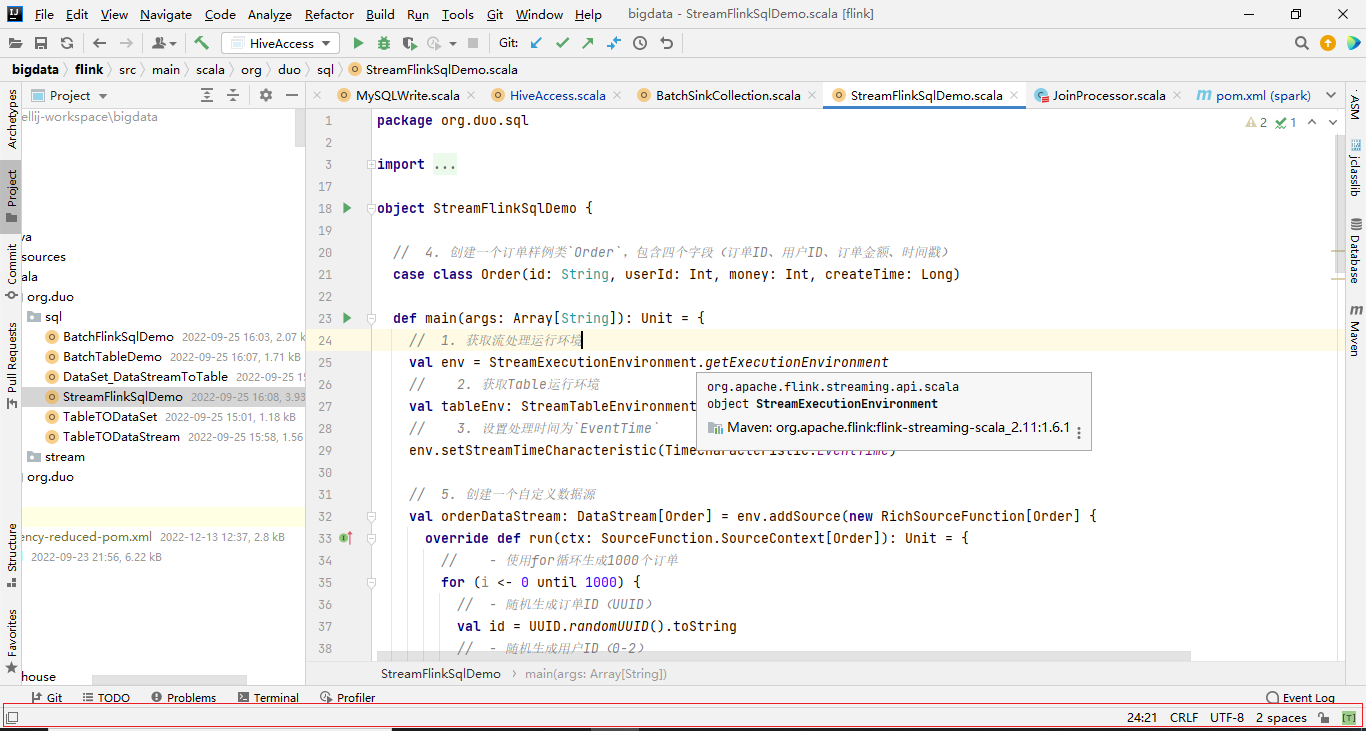 File Edit View Navigate Code Analyze Refactor Build Run Tools Git Window Help bigdata - StreamFlinkSqlDemo.scala [flink]
HiveAccess Git:
bigdata flink src main scala org duo sql StreamFlinkSqlDemo.scala
Project MySQLWrite.scala HiveAccess.scala BatchSinkCollection.scala StreamFlinkSqlDemo.scala JoinProcessor.scala pom.xml (spark)
Archetypes
Project
Commit
Pull Requests
Structure
Favorites
ellij-workspace\bigdata
va
sources
ala
org.duo
sql
BatchFlinkSqlDemo 2022-09-25 16:03, 2.07 k
BatchTableDemo 2022-09-25 16:07, 1.71 kB
DataSet_DataStreamToTable 2022-09-25 1
StreamFlinkSqlDemo 2022-09-25 16:08, 3.93
TableTODataSet 2022-09-25 15:01, 1.18 kB
TableTODataStream 2022-09-25 15:58, 1.56
stream
org.duo
ency-reduced-pom.xml 2022-12-13 12:37, 2.8 kB
2022-09-23 21:56, 6.22 kB
house
1 package org.duo.sql
2
3 import ...
17
18 object StreamFlinkSqlDemo {
19
20 // 4. 创建一个订单样例类`Order`，包含四个字段（订单ID、用户ID、订单金额、时间戳）
21 case class Order(id: String, userId: Int, money: Int, createTime: Long)
22
23 def main(args: Array[String]): Unit = {
24 // 1. 获取流处理运行环境
25 val env = StreamExecutionEnvironment.getExecutionEnvironment
26 // 2. 获取Table运行环境
27 val tableEnv: StreamTableEnvironment
28 // 3. 设置处理时间为`EventTime`
29 env.setStreamTimeCharacteristic(TimeCharacteristic.EventTime)
30
31 // 5. 创建一个自定义数据源
32 val orderDataStream: DataStream[Order] = env.addSource(new RichSourceFunction[Order] {
33 override def run(ctx: SourceFunction.SourceContext[Order]): Unit = {
34 // - 使用for循环生成1000个订单
35 for (i <- 0 until 1000) {
36 // - 随机生成订单ID（UUID）
37 val id = UUID.randomUUID().toString
38 // - 随机生成用户ID（0-2）
2 1
org.apache.flink.streaming.api.scala
object StreamExecutionEnvironment
Maven: org.apache.flink:flink-streaming-scala_2.11:1.6.1
ASM
jclasslib
Database
Maven
StreamFlinkSqlDemo main(args: Array[String])
Git TODO Problems Terminal Profiler Event Log
24:21 CRLF UTF-8 2 spaces [T]